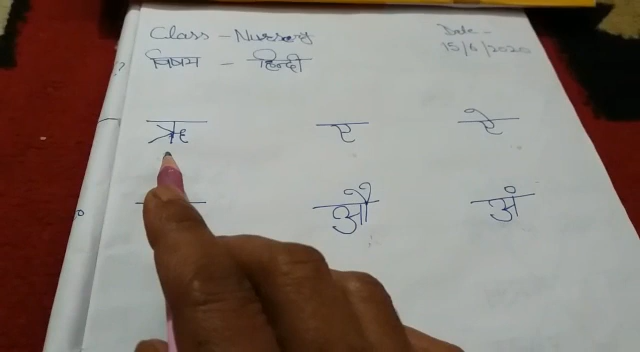 Class - Nursery
Date -
15/6/2020
विषय - हिन्दी
ऋ ए ऐ
औ अं